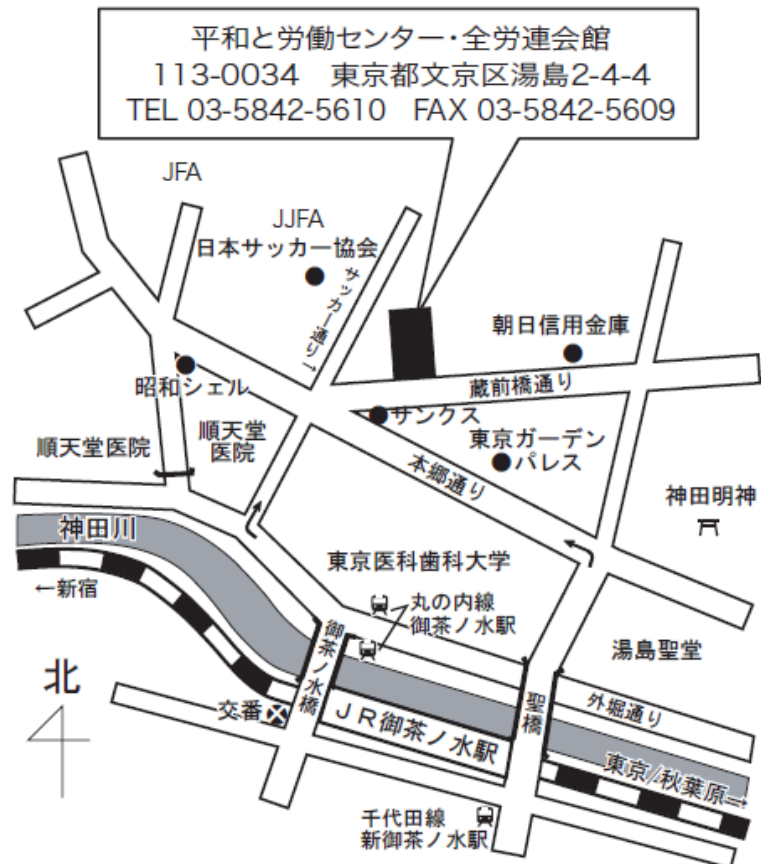 平和と労働センター・全労連会館
113-0034　東京都文京区湯島2-4-4
TEL 03-5842-5610　FAX 03-5842-5609
JFA
JJFA
日本サッカー協会
サッカー通り→
朝日信用金庫
昭和シェル
蔵前橋通り
サンクス
順天堂医院
順天堂
医院
東京ガーデン
パレス
本郷通り
神田明神
神田川
東京医科歯科大学
←新宿
丸の内線
御茶ノ水駅
湯島聖堂
御茶ノ水橋
北
聖橋
外堀通り
交番
JR御茶ノ水駅
東京/秋葉原→
千代田線
新御茶ノ水駅